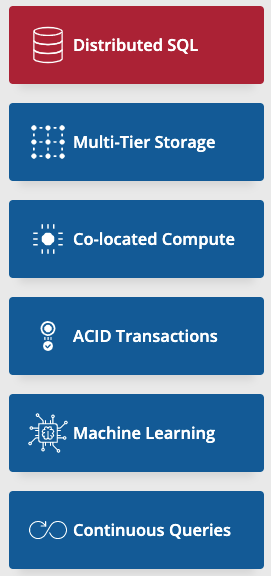 Distributed SQL
Multi-Tier Storage
Co-located Compute
ACID Transactions
Machine Learning
Continuous Queries